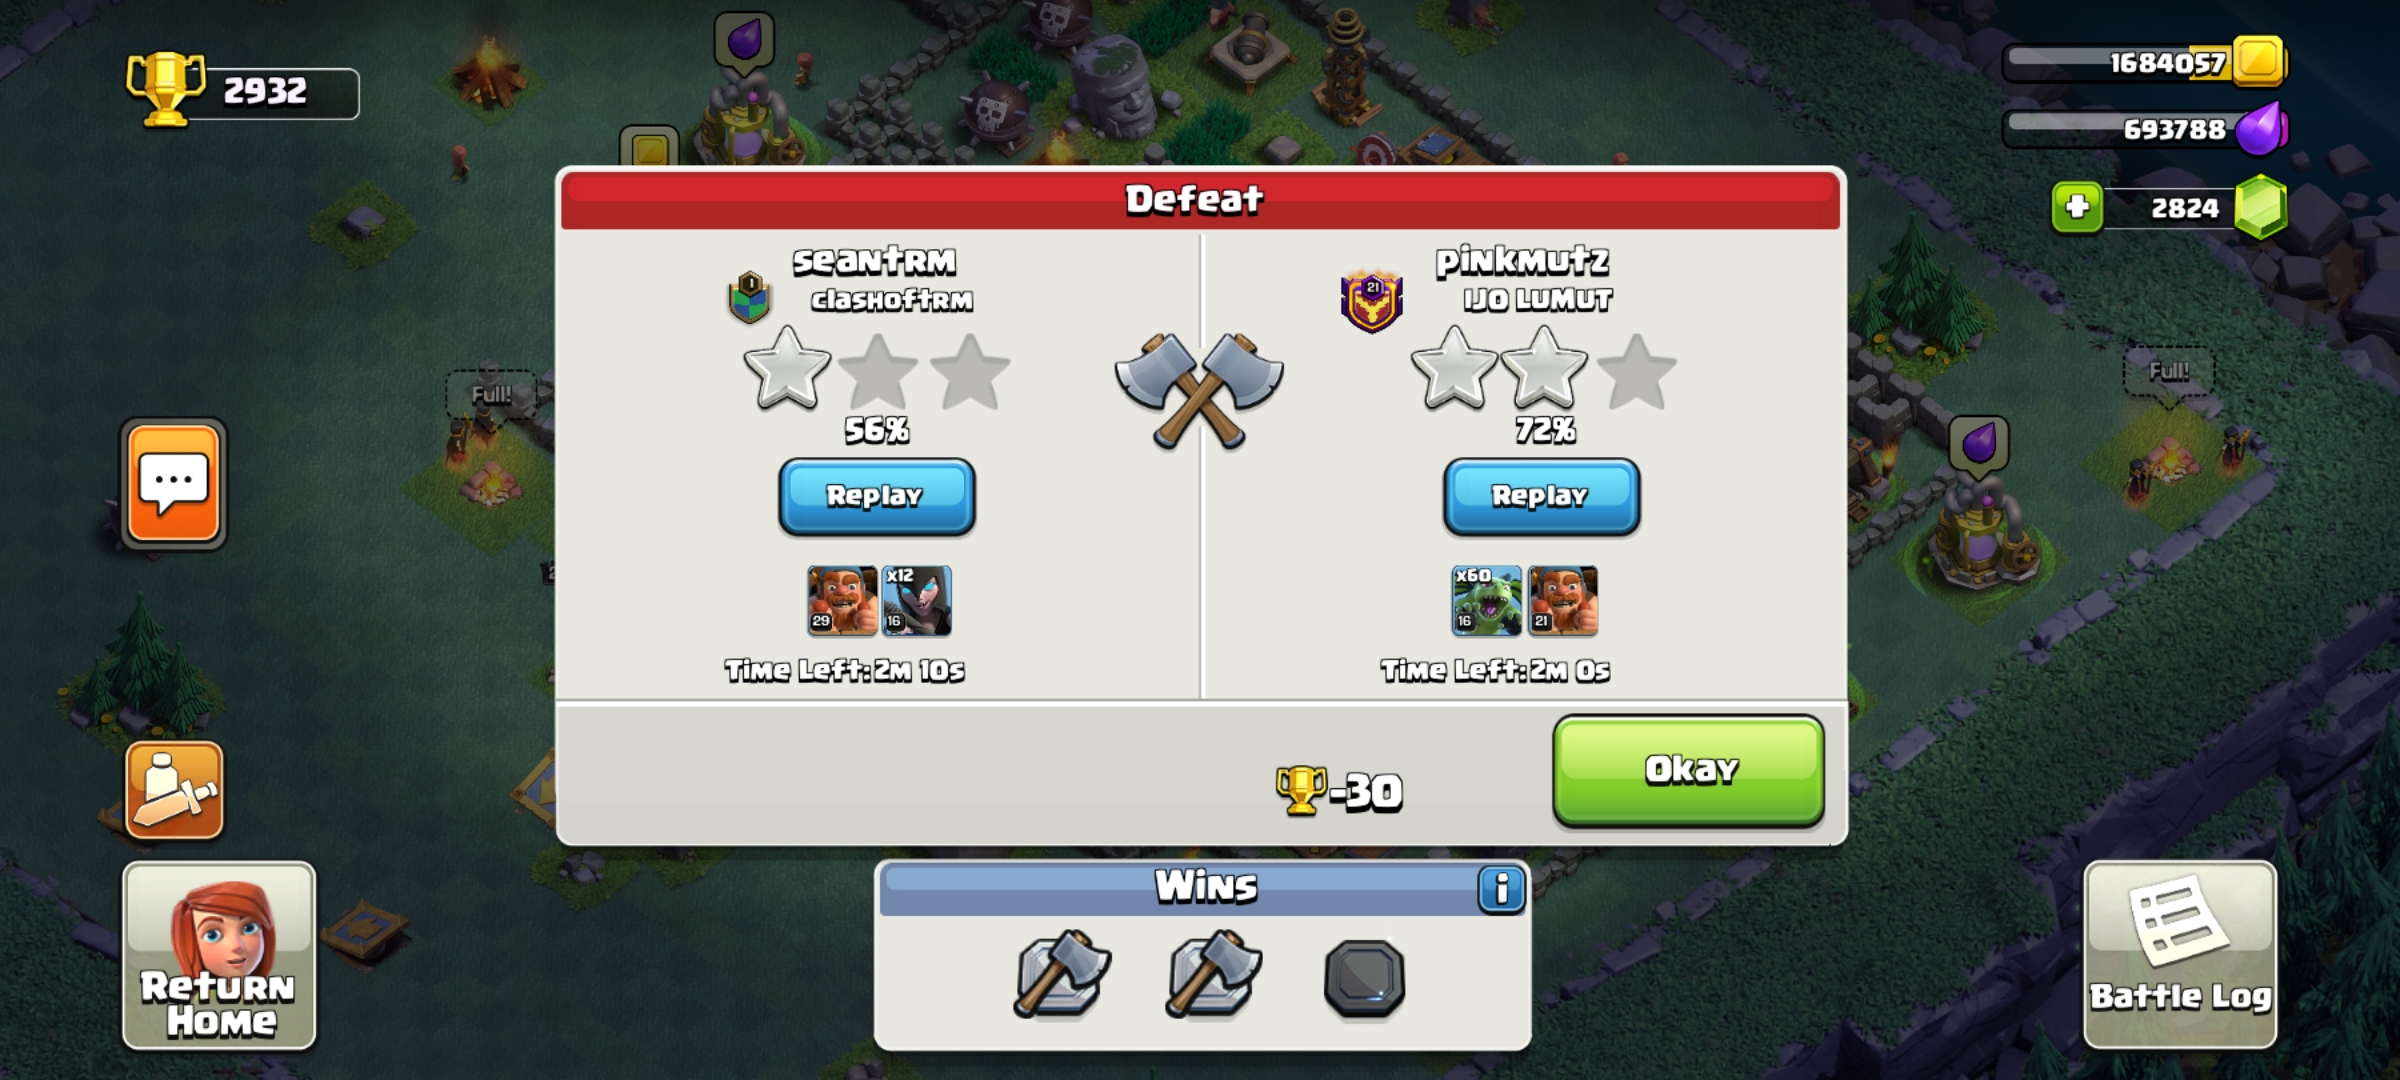 2932
1684057
693788
2824
Defeat
seantrm
clashoftrm
1
56%
Replay
29
x12
16
Time Left:2m 10s
pinkmutz
IJO LUMUT
21
72%
Replay
x60
16
21
Time Left:2m 0s
Full!
Full!
-30
Okay
Wins
i
Return
Home
Battle Log